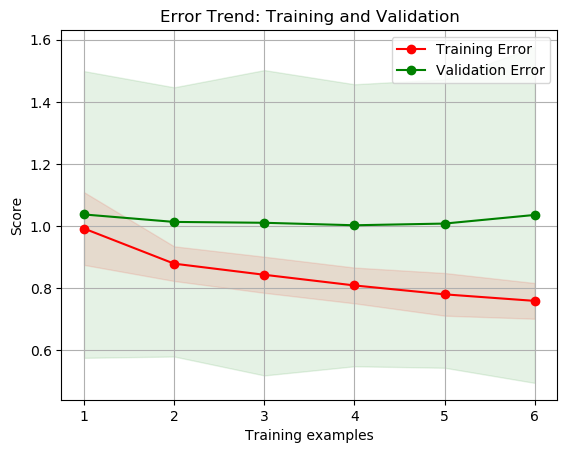 Error Trend: Training and Validation
1.6
1.4
1.2
1.0
0.8
0.6
Score
Training Error
Validation Error
1 2 3 4 5 6
Training examples